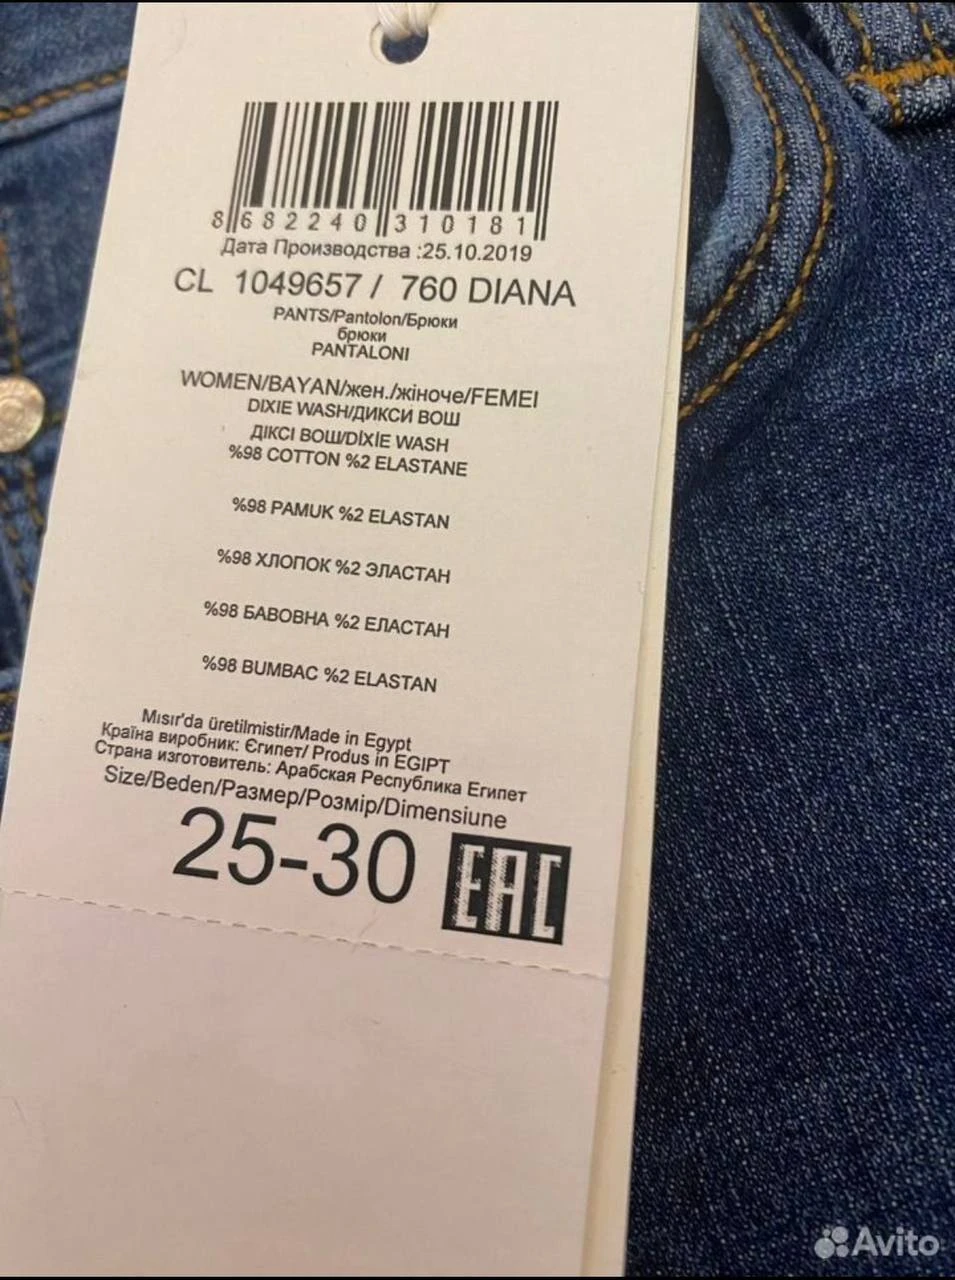 8 682240 310181
Дата Производства :25.10.2019
CL 1049657 / 760 DIANA
PANTS/Pantolon/Брюки
брюки
PANTALONI
WOMEN/BAYAN/жен./жіноче/FEMEI
DIXIE WASH/ДИКСИ ВОШ
ДІКСІ ВОШ/DİXİE WASH
%98 COTTON %2 ELASTANE
%98 PAMUK %2 ELASTAN
%98 ХЛОПОК %2 ЭЛАСТАН
%98 БАВОВНА %2 ЕЛАСТАН
%98 BUMBAC %2 ELASTAN
Mısır'da üretilmistir/Made in Egypt
Країна виробник: Єгипет/ Produs in EGIPT
Страна изготовитель: Арабская Республика Египет
Size/Beden/Размер/Розмір/Dimensiune
25-30 EAC
Avito